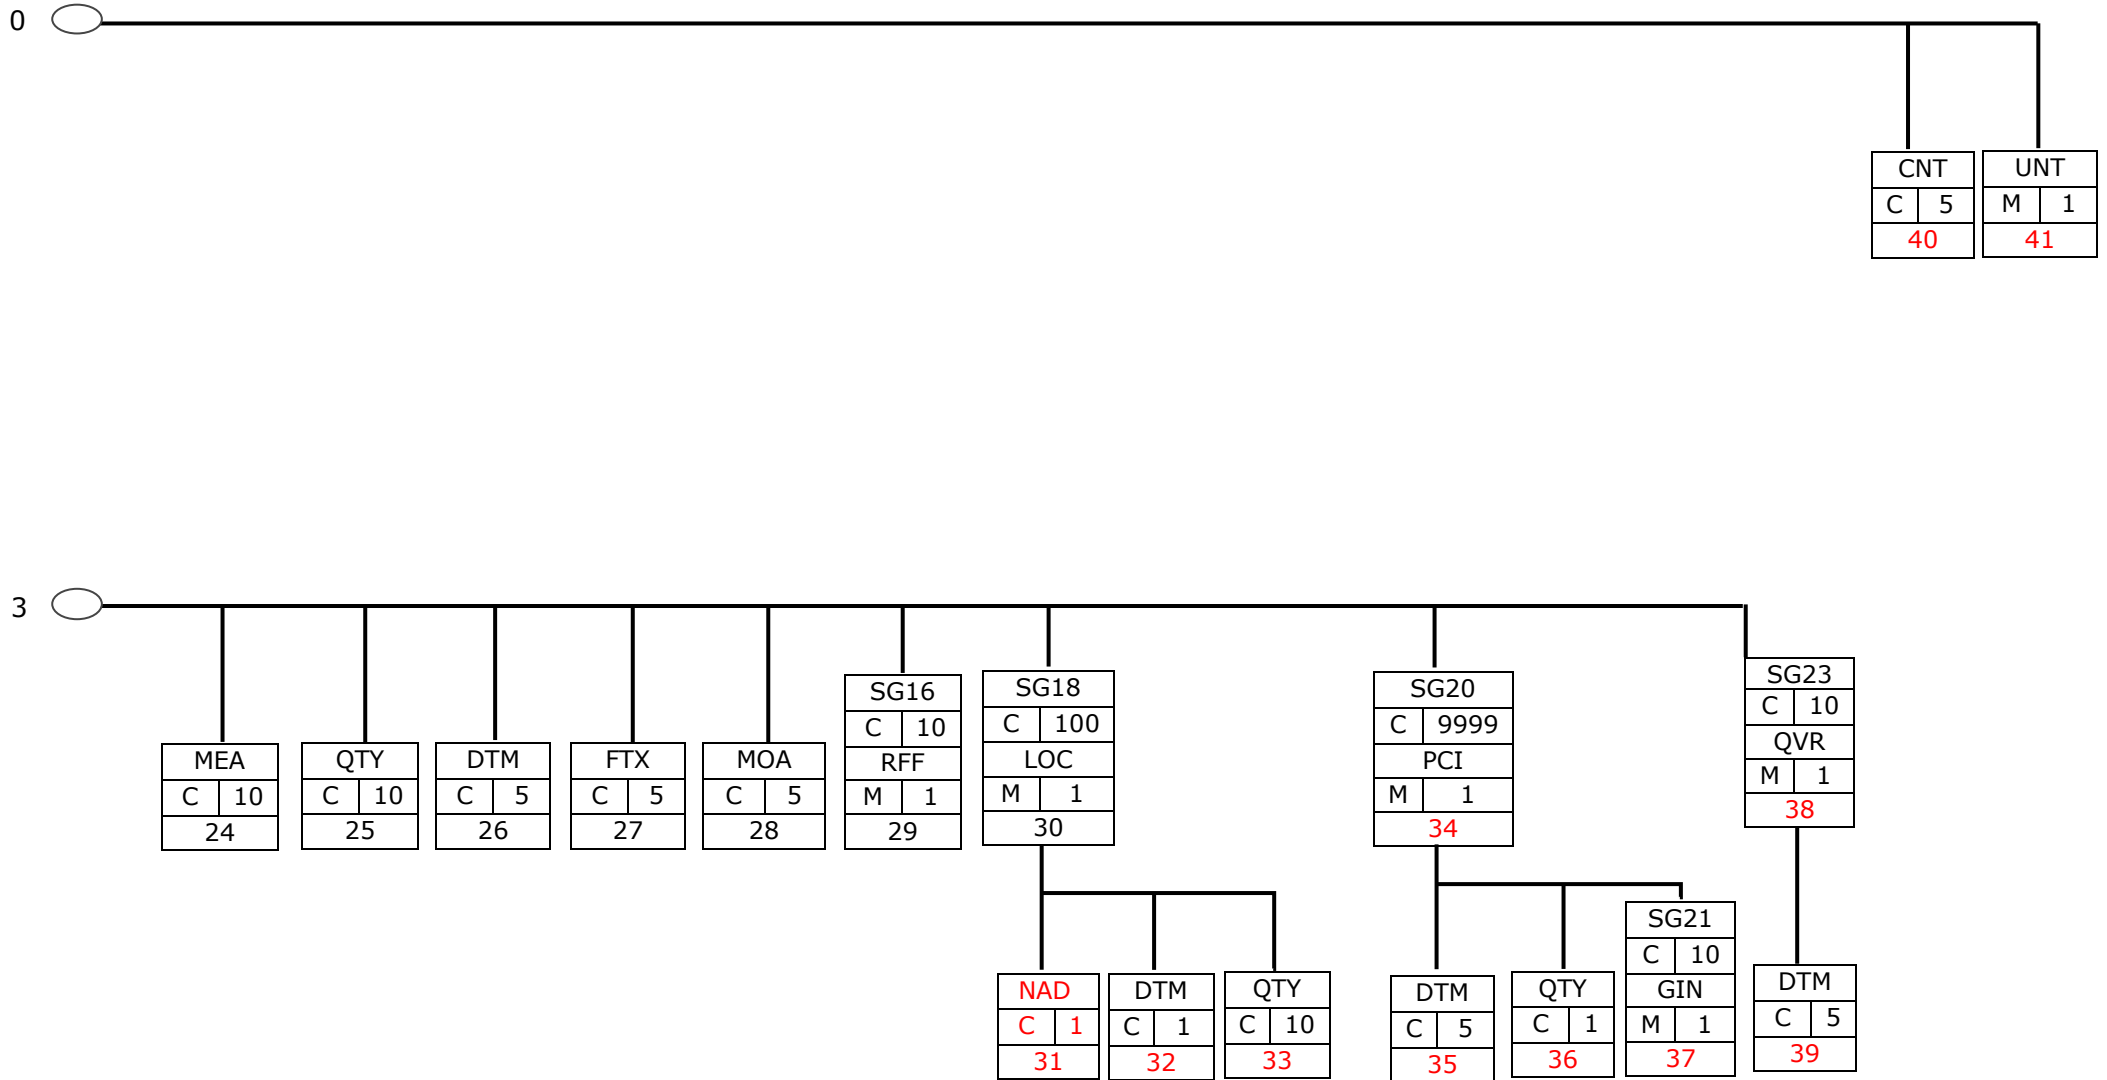 0
CNT
C 5
40
UNT
M 1
41
3
MEA
C 10
24
QTY
C 10
25
DTM
C 5
26
FTX
C 5
27
MOA
C 5
28
SG16
C 10
RFF
M 1
29
SG18
C 100
LOC
M 1
30
NAD
C 1
31
DTM
C 1
32
QTY
C 10
33
SG20
C 9999
PCI
M 1
34
DTM
C 5
35
QTY
C 1
36
SG21
C 10
GIN
M 1
37
SG23
C 10
QVR
M 1
38
DTM
C 5
39